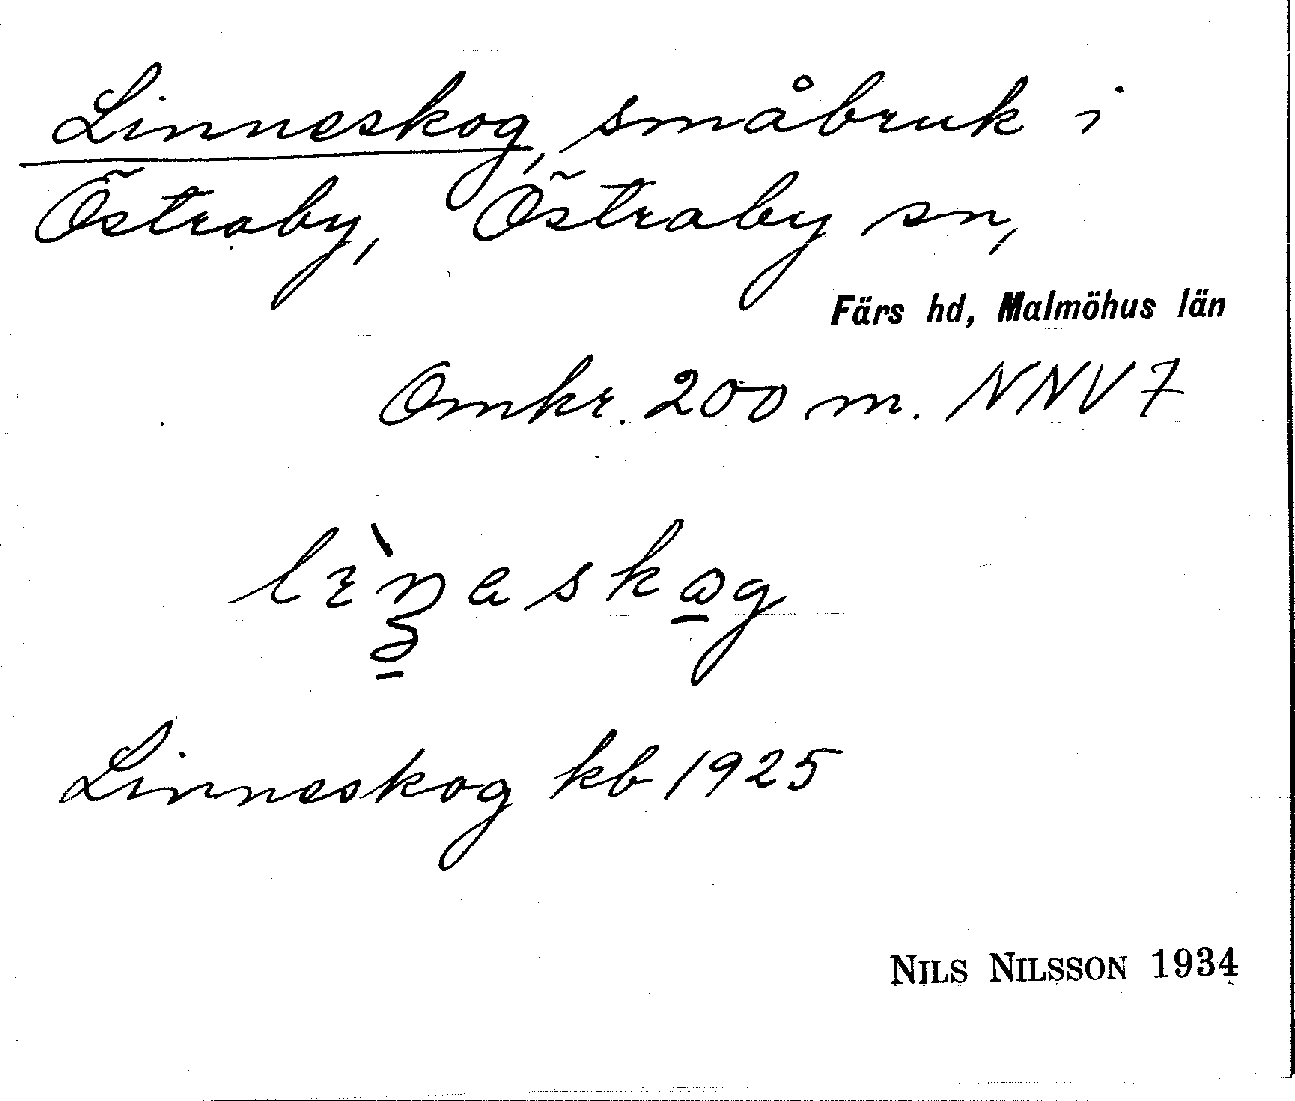 Linneskog, småbruk i
Östraby, Östraby sn,
Färs hd, Malmöhus län
Omkr. 200 m. NNV 7
Linneskog kb 1925
NILS NILSSON 1934